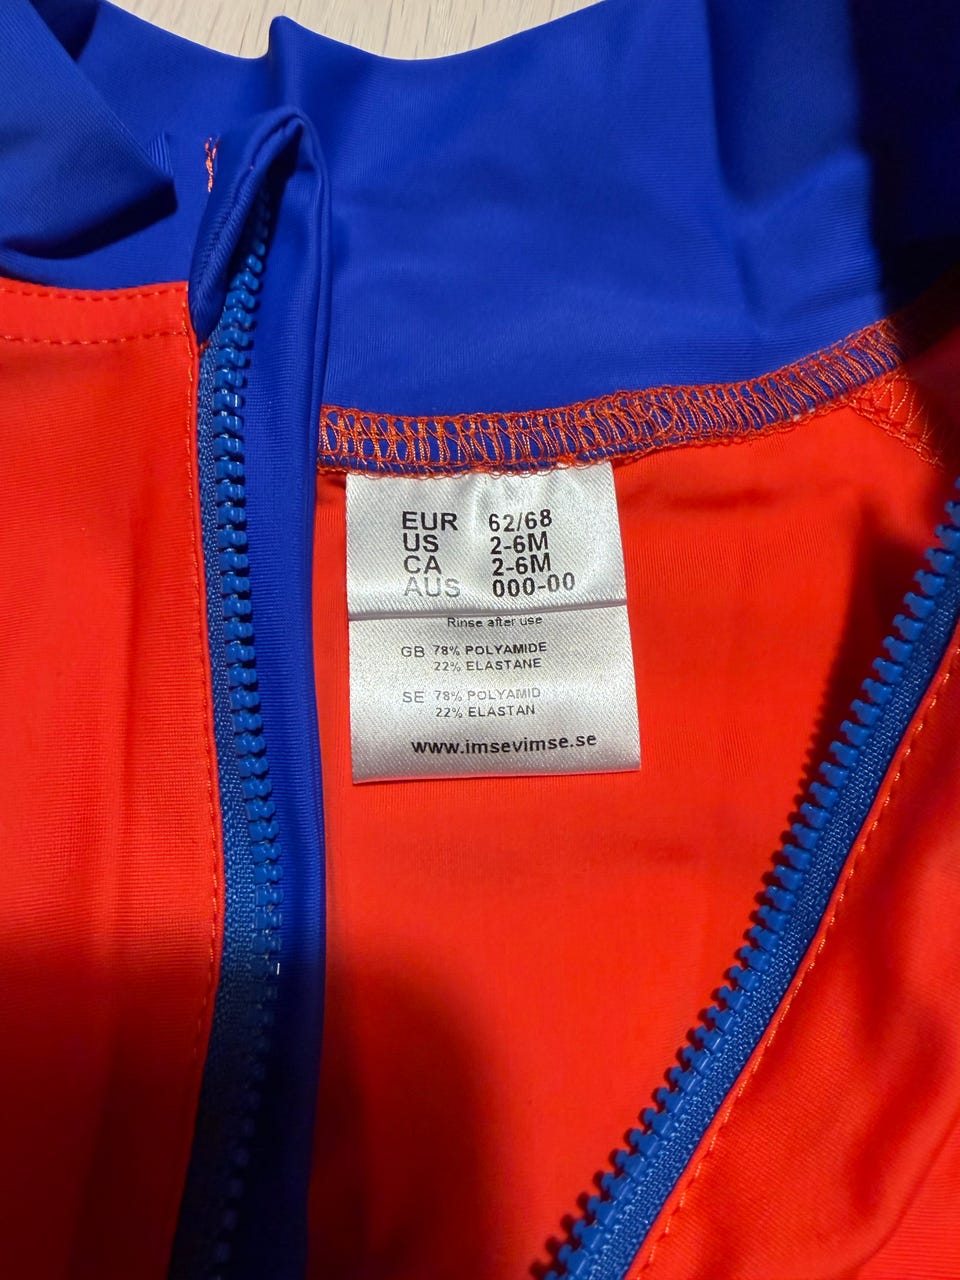 EUR 62/68
US 2-6M
CA 2-6M
AUS 000-00
Rinse after use
GB 78% POLYAMIDE
22% ELASTANE
SE 78% POLYAMID
22% ELASTAN
www.imsevimse.se